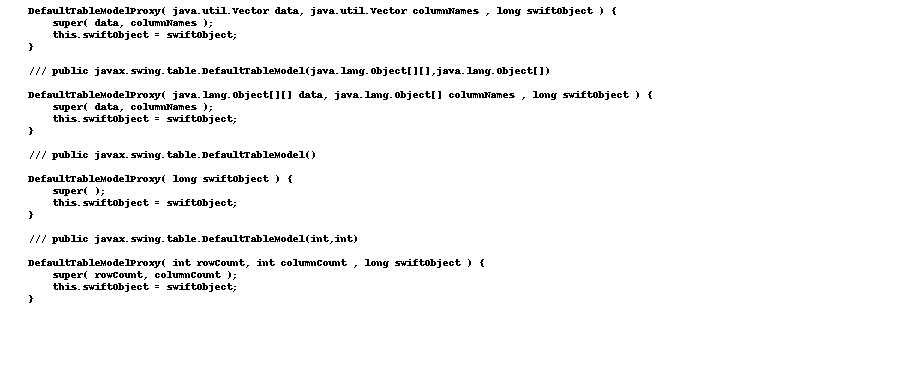 DefaultTableModelProxy( java.util.Vector data, java.util.Vector columnNames , long swiftObject ) {
super( data, columnNames );
this.swiftObject = swiftObject;
}
/// public javax.swing.table.DefaultTableModel(java.lang.Object[][],java.lang.Object[])
DefaultTableModelProxy( java.lang.Object[][] data, java.lang.Object[] columnNames , long swiftObject ) {
super( data, columnNames );
this.swiftObject = swiftObject;
}
/// public javax.swing.table.DefaultTableModel()
DefaultTableModelProxy( long swiftObject ) {
super( );
this.swiftObject = swiftObject;
}
/// public javax.swing.table.DefaultTableModel(int,int)
DefaultTableModelProxy( int rowCount, int columnCount , long swiftObject ) {
super( rowCount, columnCount );
this.swiftObject = swiftObject;
}